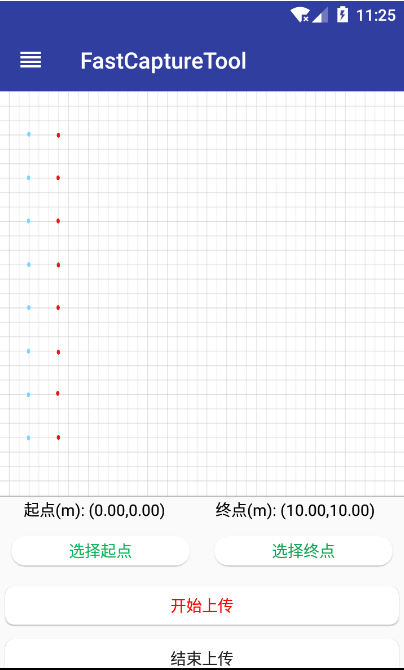 11:25
FastCaptureTool
起点(m): (0.00,0.00) 终点(m): (10.00,10.00)
选择起点 选择终点
开始上传
结束上传